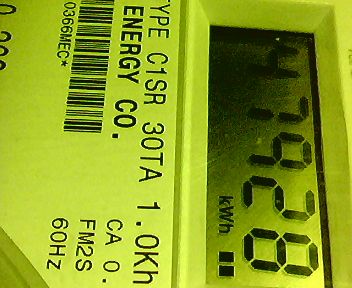 47928
kWh
TYPE C1SR 30TA 1.0Kh
ENERGY CO.
CA 0.
FM2S
60Hz
0366MEC*